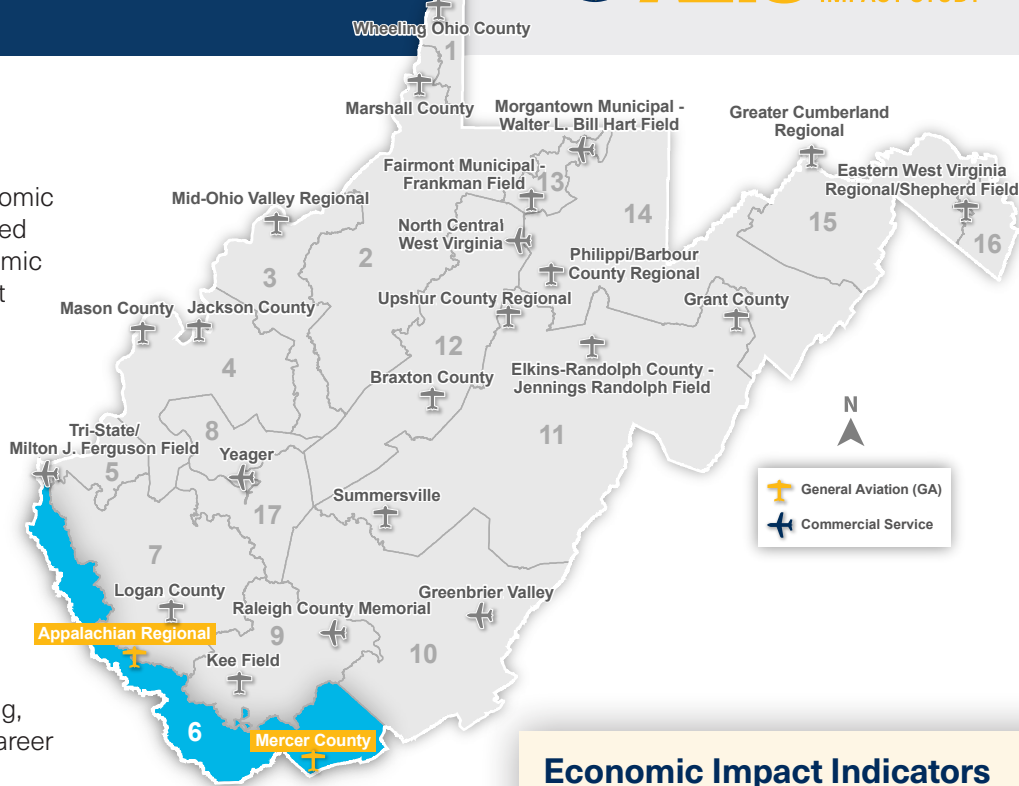 IMPACT STUDY
Wheeling Ohio County
1
Marshall County
Morgantown Municipal -
Walter L. Bill Hart Field
Greater Cumberland
Regional
Fairmont Municipal -
Frankman Field
13
Eastern West Virginia
Regional/Shepherd Field
omic
ed
mic
t
Mid-Ohio Valley Regional
14
15
16
North Central
West Virginia
2
3
Philippi/Barbour
County Regional
Mason County
Jackson County
Upshur County Regional
Grant County
12
4
Braxton County
Elkins-Randolph County -
Jennings Randolph Field
N
8
11
Tri-State/
Milton J. Ferguson Field
Yeager
5
General Aviation (GA)
Commercial Service
Summersville
17
7
Logan County
Greenbrier Valley
Raleigh County Memorial
Appalachian Regional
9
10
Kee Field
g,
areer
6
Mercer County
Economic Impact Indicators